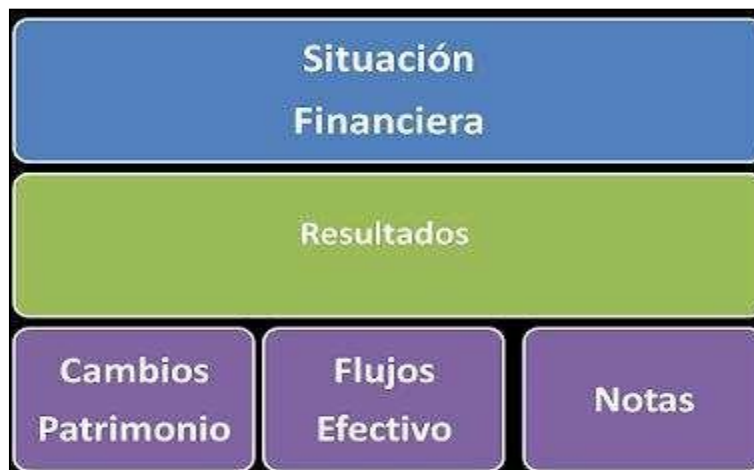 Situación
Financiera
Resultados
Cambios
Patrimonio
Flujos
Efectivo
Notas